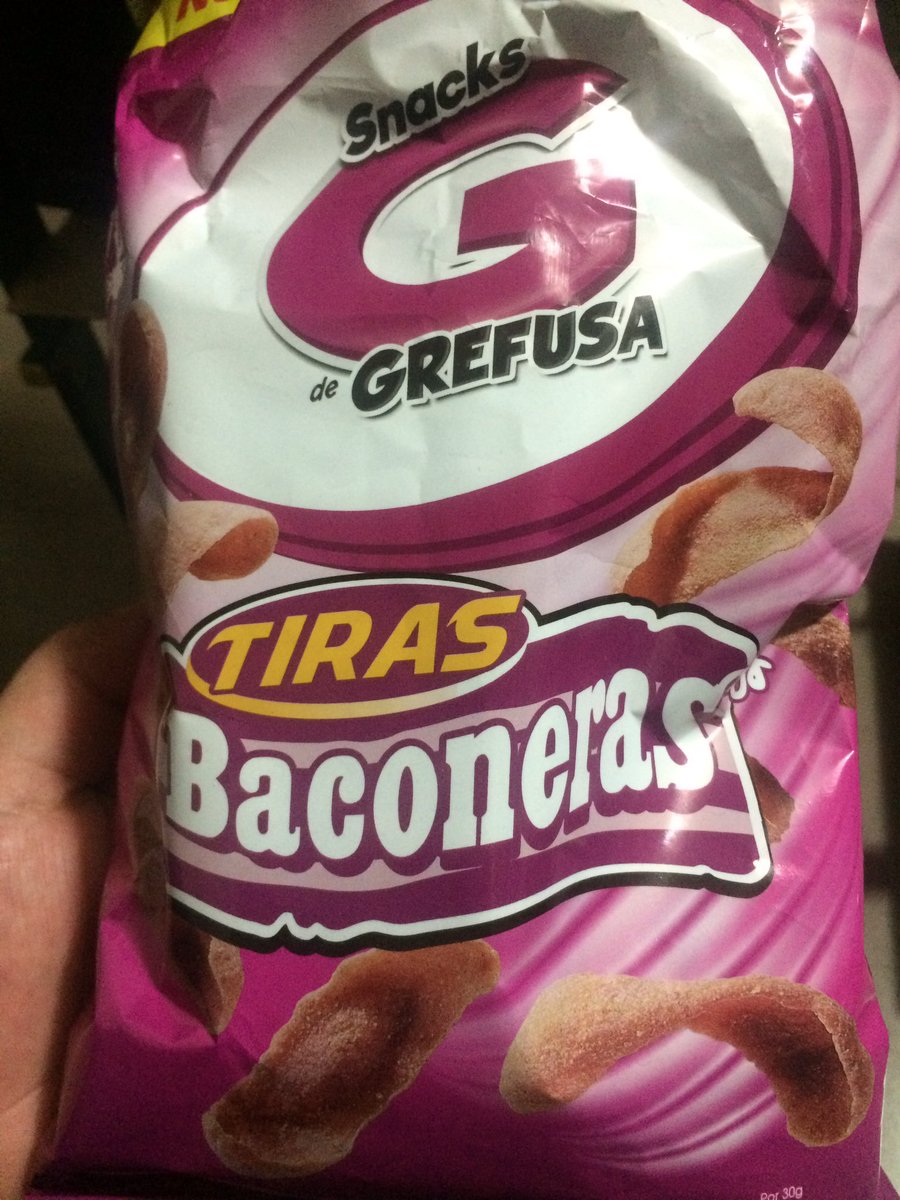 Snacks
G
de GREFUSA
TIRAS
Baconeras
Por 30g